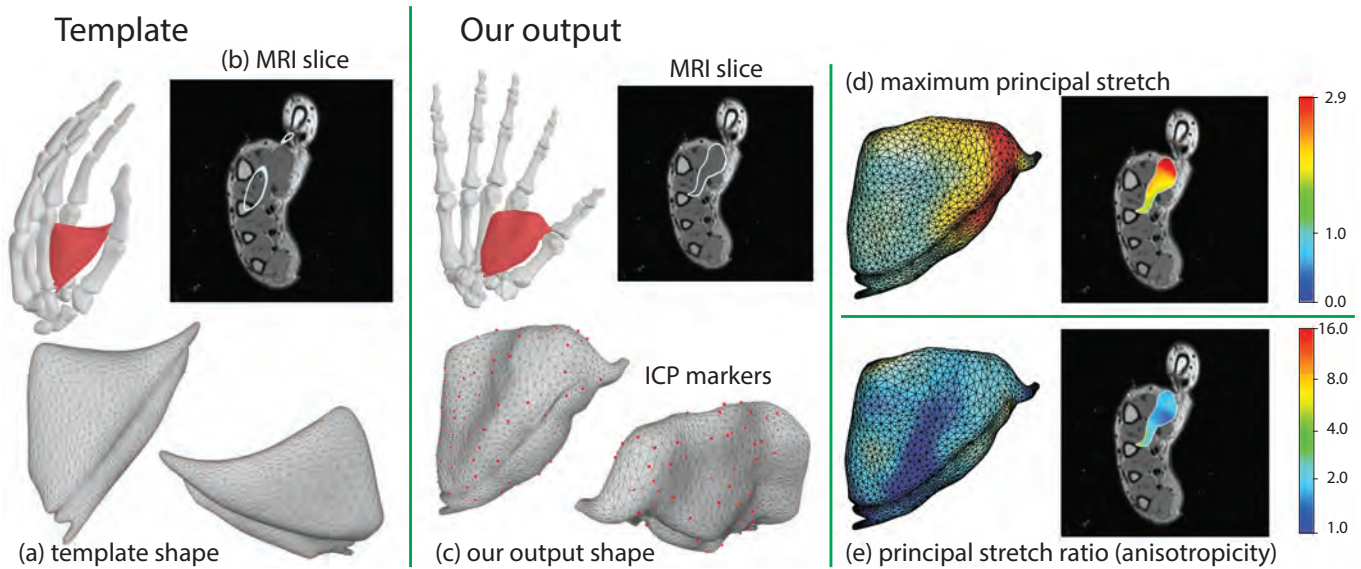 Template
(b) MRI slice
(a) template shape
Our output
MRI slice
ICP markers
(c) our output shape
(d) maximum principal stretch
2.9
1.0
0.0
16.0
8.0
4.0
2.0
1.0
(e) principal stretch ratio (anisotropicity)